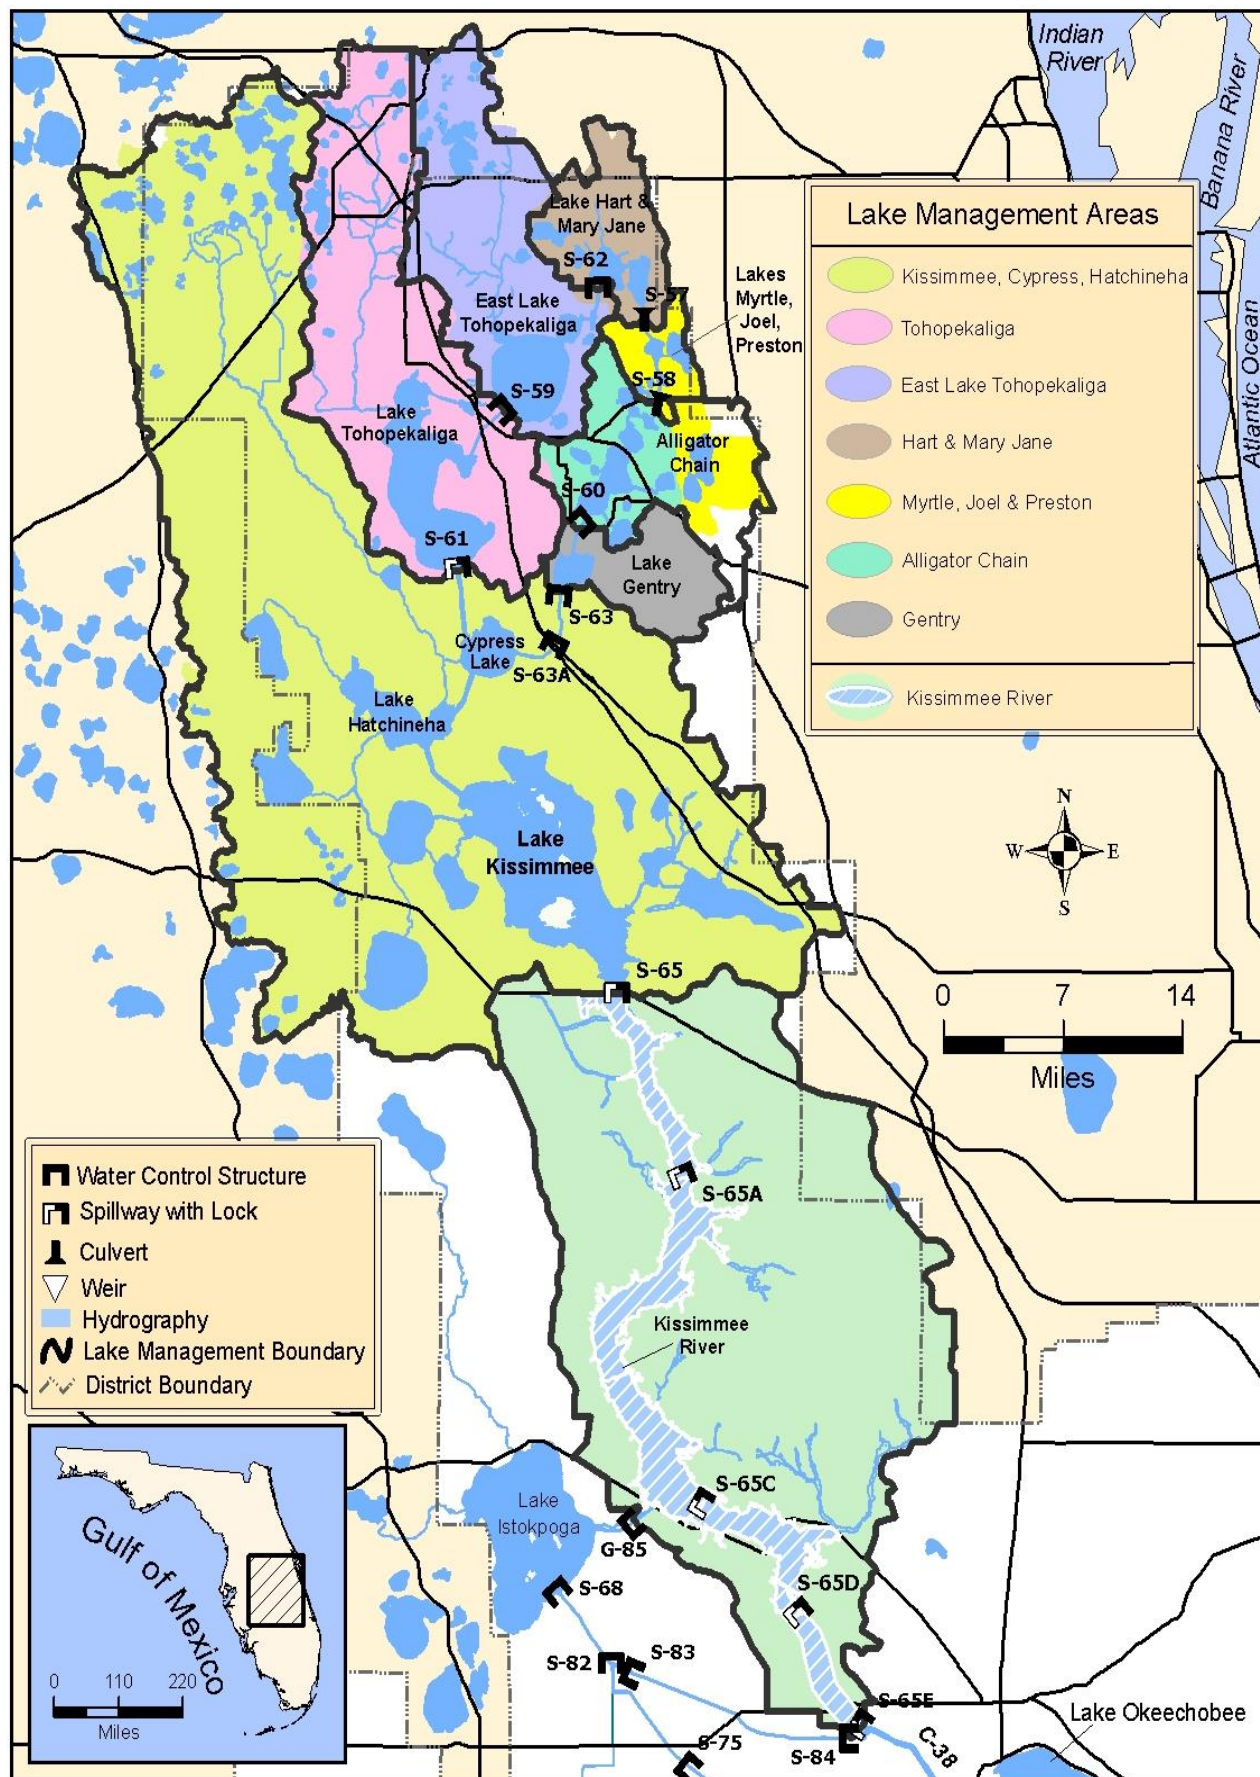 Indian
River
Banana River
Atlantic Ocean
Lake Management Areas
Kissimmee, Cypress, Hatchineha
Tohopekaliga
East Lake Tohopekaliga
Hart & Mary Jane
Myrtle, Joel & Preston
Alligator Chain
Gentry
Kissimmee River
Lake Hart &
Mary Jane
S-62
S-57
Lakes
Myrtle,
Joel,
Preston
East Lake
Tohopekaliga
S-59
S-58
Lake
Tohopekaliga
Alligator
Chain
S-60
S-61
Lake
Gentry
S-63
Cypress
Lake
S-63A
Lake
Hatchineha
Lake
Kissimmee
N
W
E
S
S-65
0
7
14
Miles
S-65A
Kissimmee
River
Water Control Structure
Spillway with Lock
Culvert
Weir
Hydrography
Lake Management Boundary
District Boundary
Gulf of Mexico
0
110
220
Miles
Lake
Istokpoga
S-65C
G-85
S-68
S-65D
S-82
S-83
S-65E
S-84
S-75
C-38
Lake Okeechobee